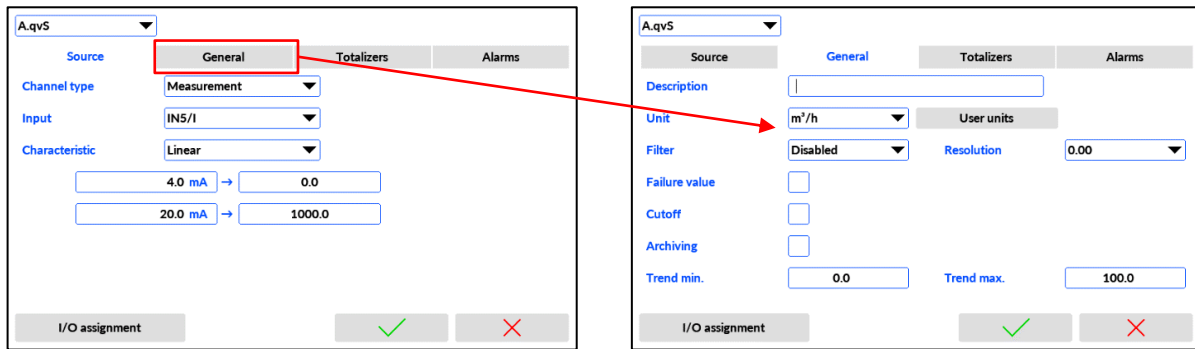 A.qvS
Source General Totalizers Alarms
Channel type Measurement
Input IN5/I
Characteristic Linear
4.0 mA → 0.0
20.0 mA → 1000.0
I/O assignment
A.qvS
Source General Totalizers Alarms
Description
Unit m³/h User units
Filter Disabled Resolution 0.00
Failure value
Cutoff
Archiving
Trend min. 0.0 Trend max. 100.0
I/O assignment